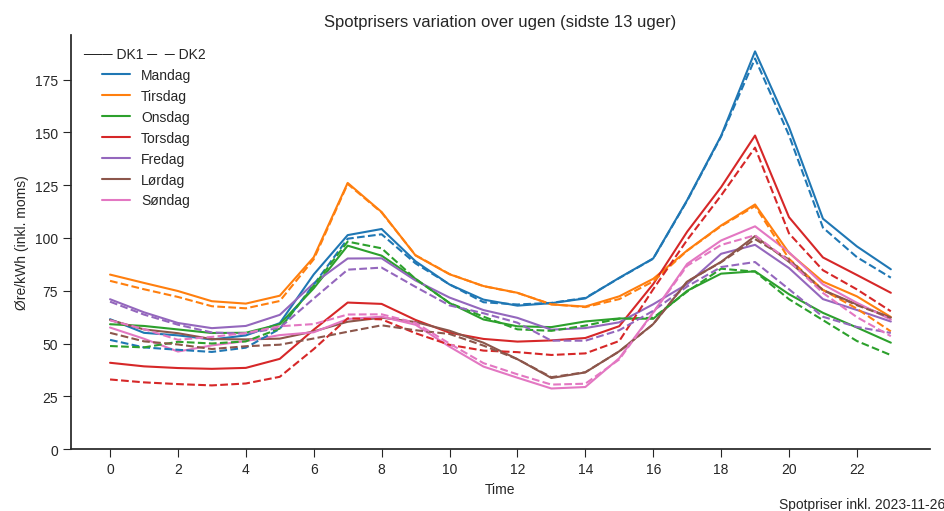 Spotprisers variation over ugen (sidste 13 uger)
DK1 DK2
Mandag
Tirsdag
Onsdag
Torsdag
Fredag
Lørdag
Søndag
Øre/kWh (inkl. moms)
175
150
125
100
75
50
25
0
0 2 4 6 8 10 12 14 16 18 20 22
Time
Spotpriser inkl. 2023-11-26